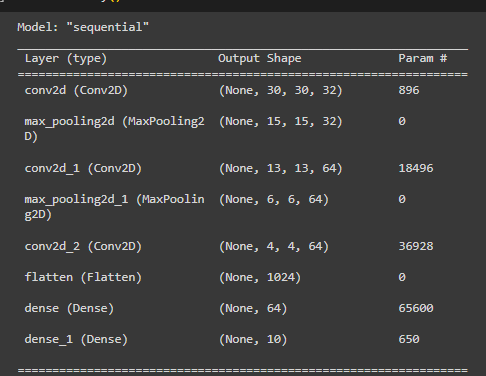 Model: "sequential"
Layer (type) Output Shape Param #
=================================================================
conv2d (Conv2D) (None, 30, 30, 32) 896
max_pooling2d (MaxPooling2 (None, 15, 15, 32) 0
D)
conv2d_1 (Conv2D) (None, 13, 13, 64) 18496
max_pooling2d_1 (MaxPoolin (None, 6, 6, 64) 0
g2D)
conv2d_2 (Conv2D) (None, 4, 4, 64) 36928
flatten (Flatten) (None, 1024) 0
dense (Dense) (None, 64) 65600
dense_1 (Dense) (None, 10) 650
=================================================================